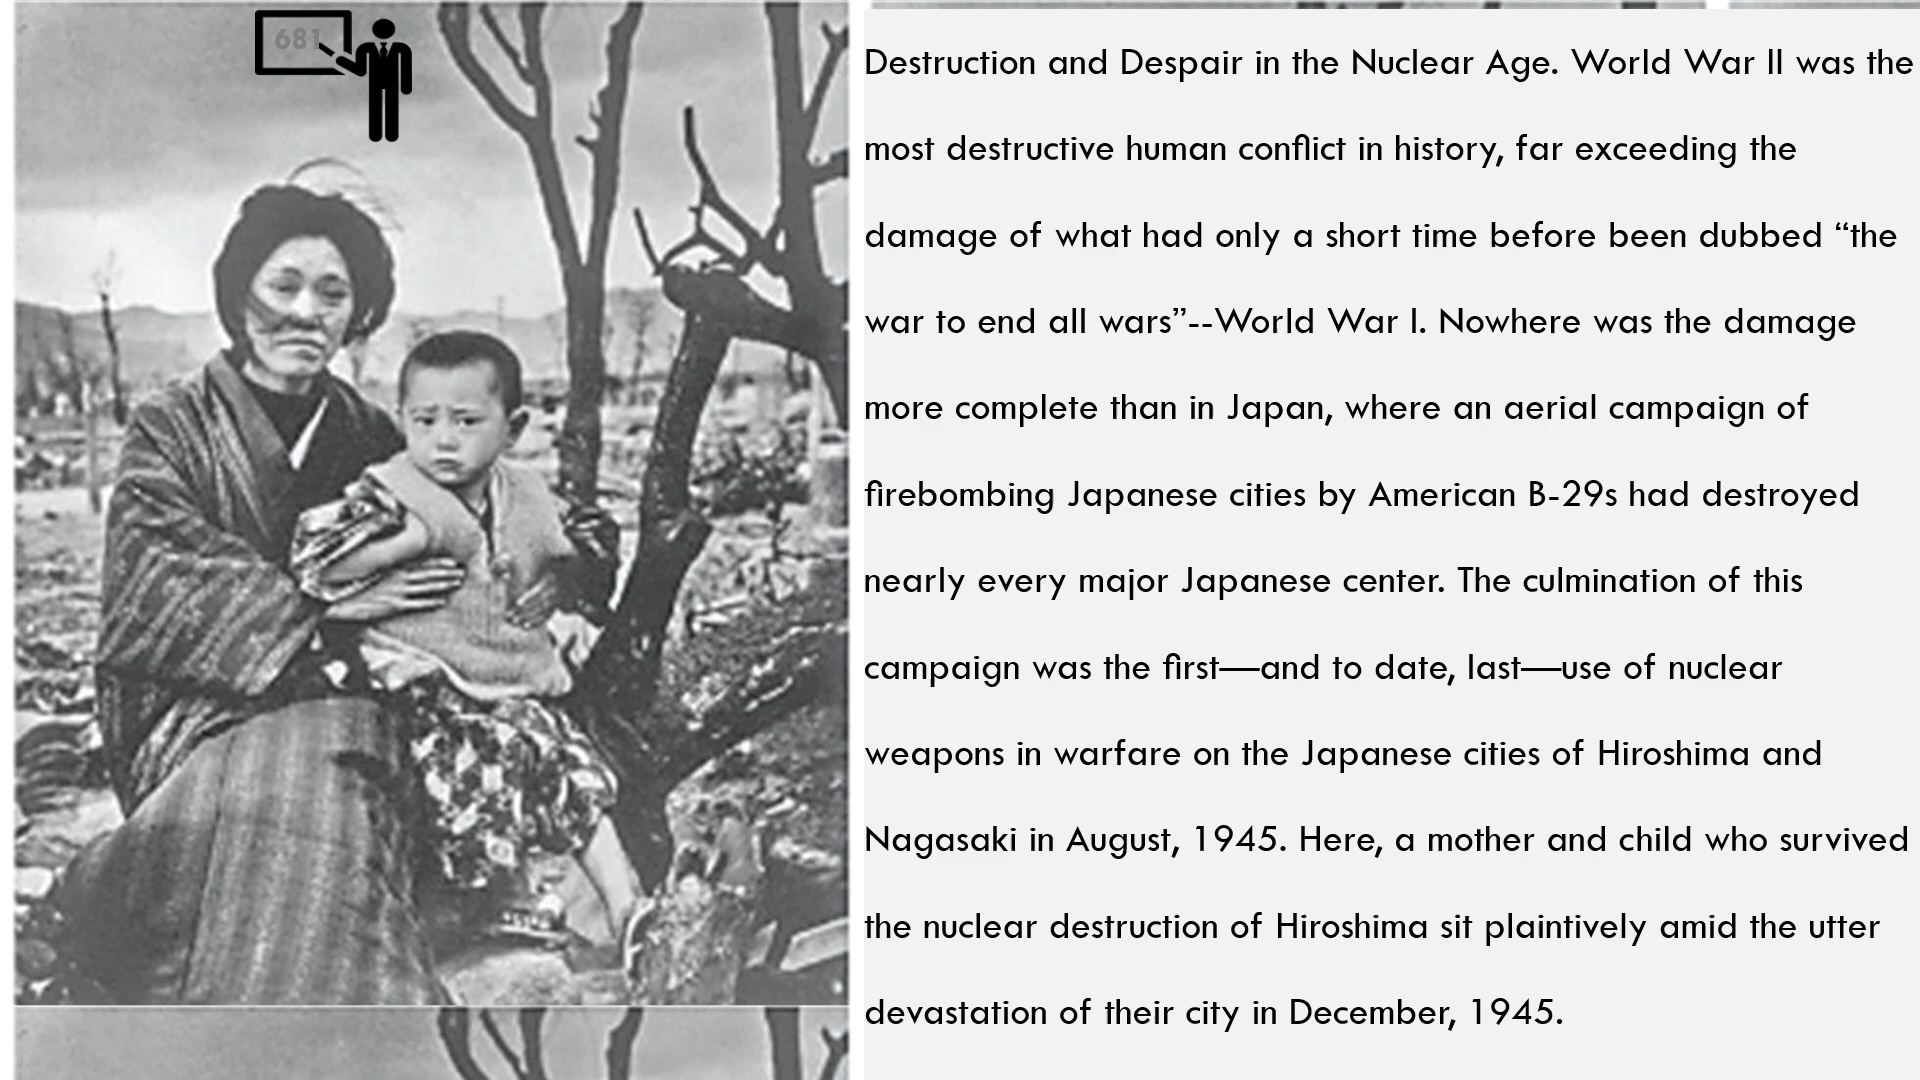 681
Destruction and Despair in the Nuclear Age. World War II was the
most destructive human conflict in history, far exceeding the
damage of what had only a short time before been dubbed “the
war to end all wars”--World War I. Nowhere was the damage
more complete than in Japan, where an aerial campaign of
firebombing Japanese cities by American B-29s had destroyed
nearly every major Japanese center. The culmination of this
campaign was the first—and to date, last—use of nuclear
weapons in warfare on the Japanese cities of Hiroshima and
Nagasaki in August, 1945. Here, a mother and child who survived
the nuclear destruction of Hiroshima sit plaintively amid the utter
devastation of their city in December, 1945.